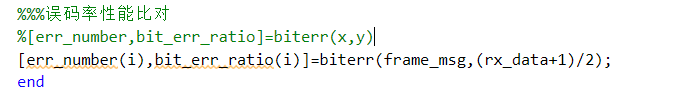 %%%误码率性能比对
%[err_number,bit_err_ratio]=biterr(x,y)
[err_number(i),bit_err_ratio(i)]=biterr(frame_msg,(rx_data+1)/2);
end